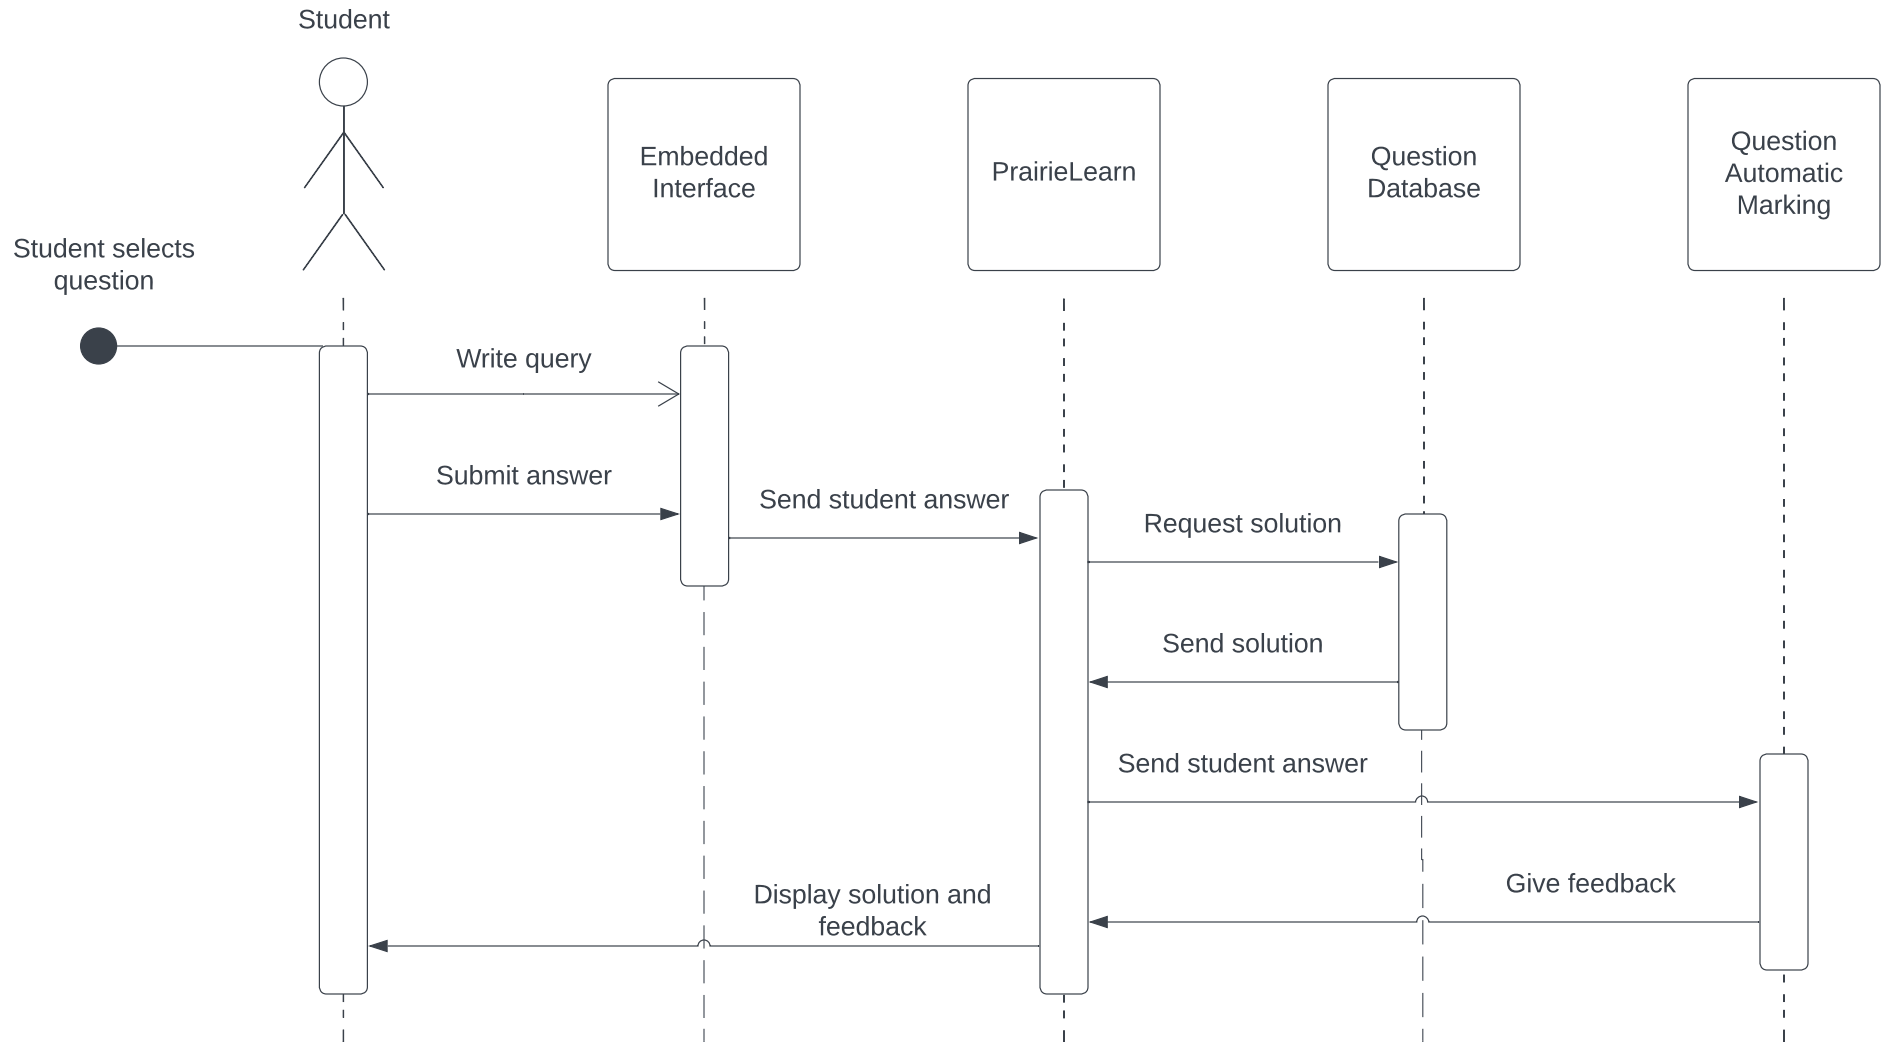 Student
Embedded
Interface
PrairieLearn
Question
Database
Question
Automatic
Marking
Student selects
question
Write query
Submit answer
Send student answer
Request solution
Send solution
Send student answer
Give feedback
Display solution and
feedback